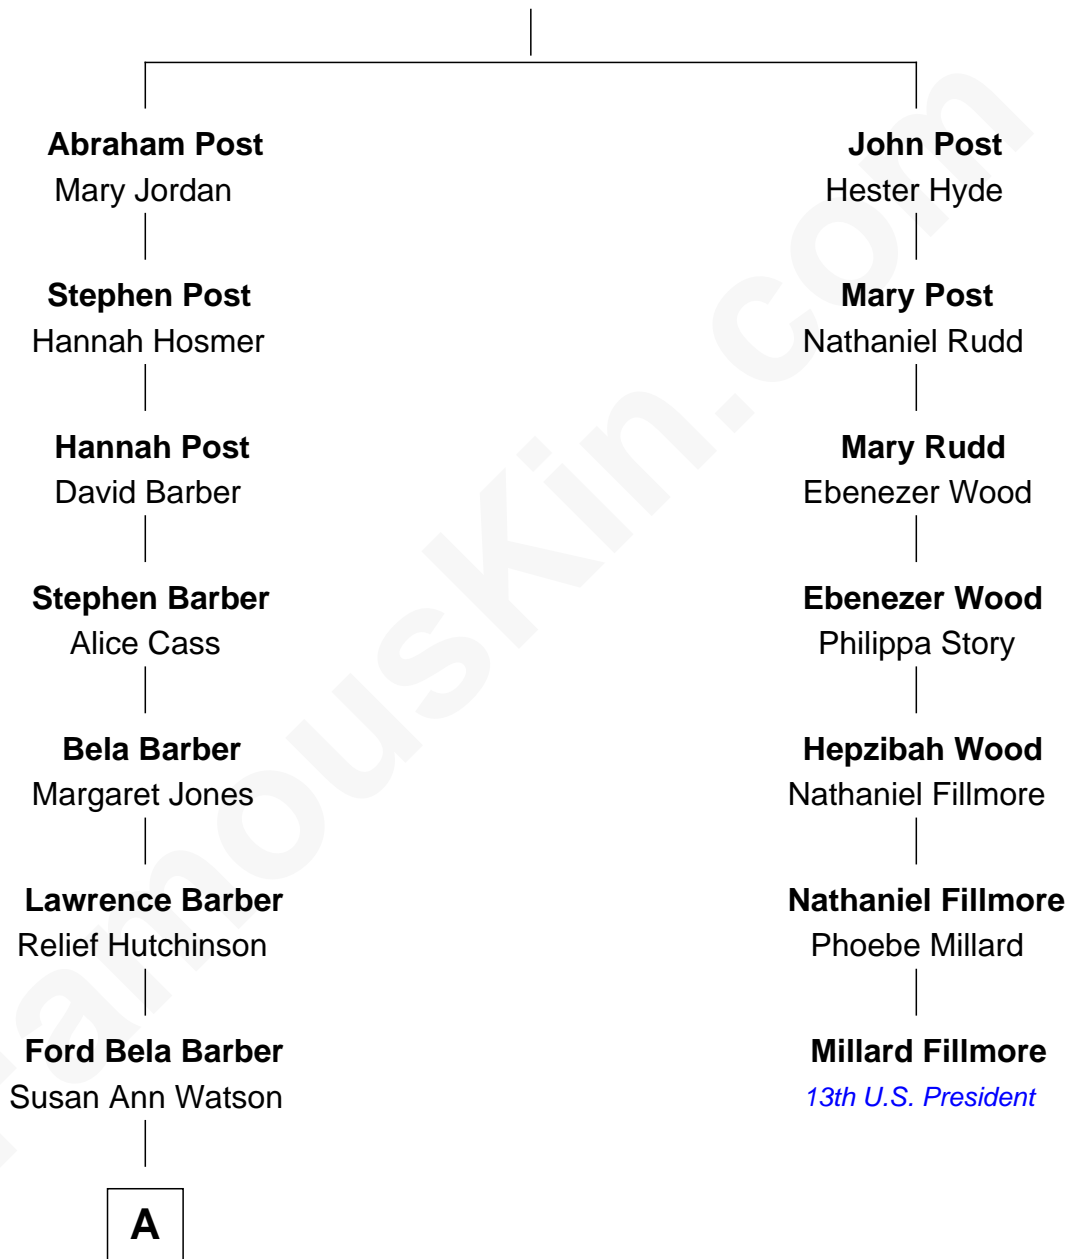 Abraham Post
Mary Jordan
Stephen Post
Hannah Hosmer
Hannah Post
David Barber
Stephen Barber
Alice Cass
Bela Barber
Margaret Jones
Lawrence Barber
Relief Hutchinson
Ford Bela Barber
Susan Ann Watson
A
John Post
Hester Hyde
Mary Post
Nathaniel Rudd
Mary Rudd
Ebenezer Wood
Ebenezer Wood
Philippa Story
Hepzibah Wood
Nathaniel Fillmore
Nathaniel Fillmore
Phoebe Millard
Millard Fillmore
13th U.S. President
FamousKin.com